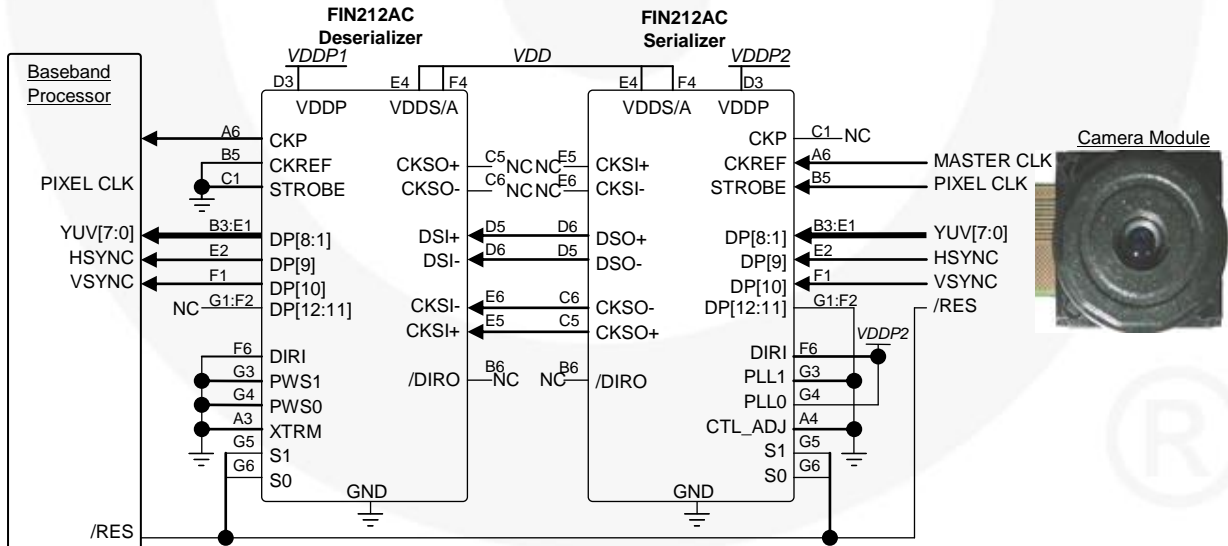 FIN212AC
Deserializer
FIN212AC
Serializer
Baseband
Processor
VDDP1
VDD
VDDP2
D3
E4
F4
E4
F4
D3
VDDP
VDDS/A
VDDS/A
VDDP
A6
CKP
CKP
C1
NC
Camera Module
B5
CKREF
CKSO+
C5
NC
NC
E5
CKSI+
CKREF
A6
MASTER CLK
PIXEL CLK
C1
STROBE
CKSO-
C6
NC
NC
E6
CKSI-
STROBE
B5
PIXEL CLK
YUV[7:0]
B3:E1
DP[8:1]
DSI+
D5
D6
DSO+
DP[8:1]
B3:E1
YUV[7:0]
HSYNC
E2
DP[9]
DSI-
D6
D5
DSO-
DP[9]
E2
HSYNC
VSYNC
F1
DP[10]
DP[10]
F1
VSYNC
NC
G1:F2
DP[12:11]
CKSI-
E6
C6
CKSO-
DP[12:11]
G1:F2
/RES
CKSI+
E5
C5
CKSO+
VDDP2
F6
DIRI
DIRI
F6
G3
PWS1
/DIRO
B6
NC
NC
B6
/DIRO
PLL1
G3
G4
PWS0
PLL0
G4
A3
XTRM
CTL_ADJ
A4
G5
S1
S1
G5
G6
S0
S0
G6
GND
GND
/RES
R